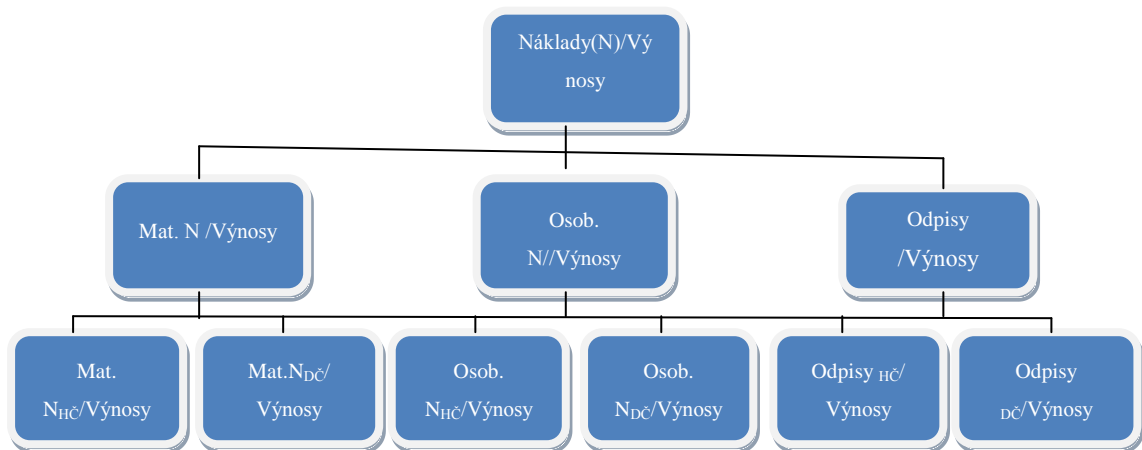 Náklady(N)/Vý
nosy
Mat. N /Výnosy
Osob.
N//Výnosy
Odpisy
/Výnosy
Mat.
NHČ/Výnosy
Mat.NDČ/
Výnosy
Osob.
NHČ/Výnosy
Osob.
NDČ/Výnosy
Odpisy HČ/
Výnosy
Odpisy
DČ/Výnosy